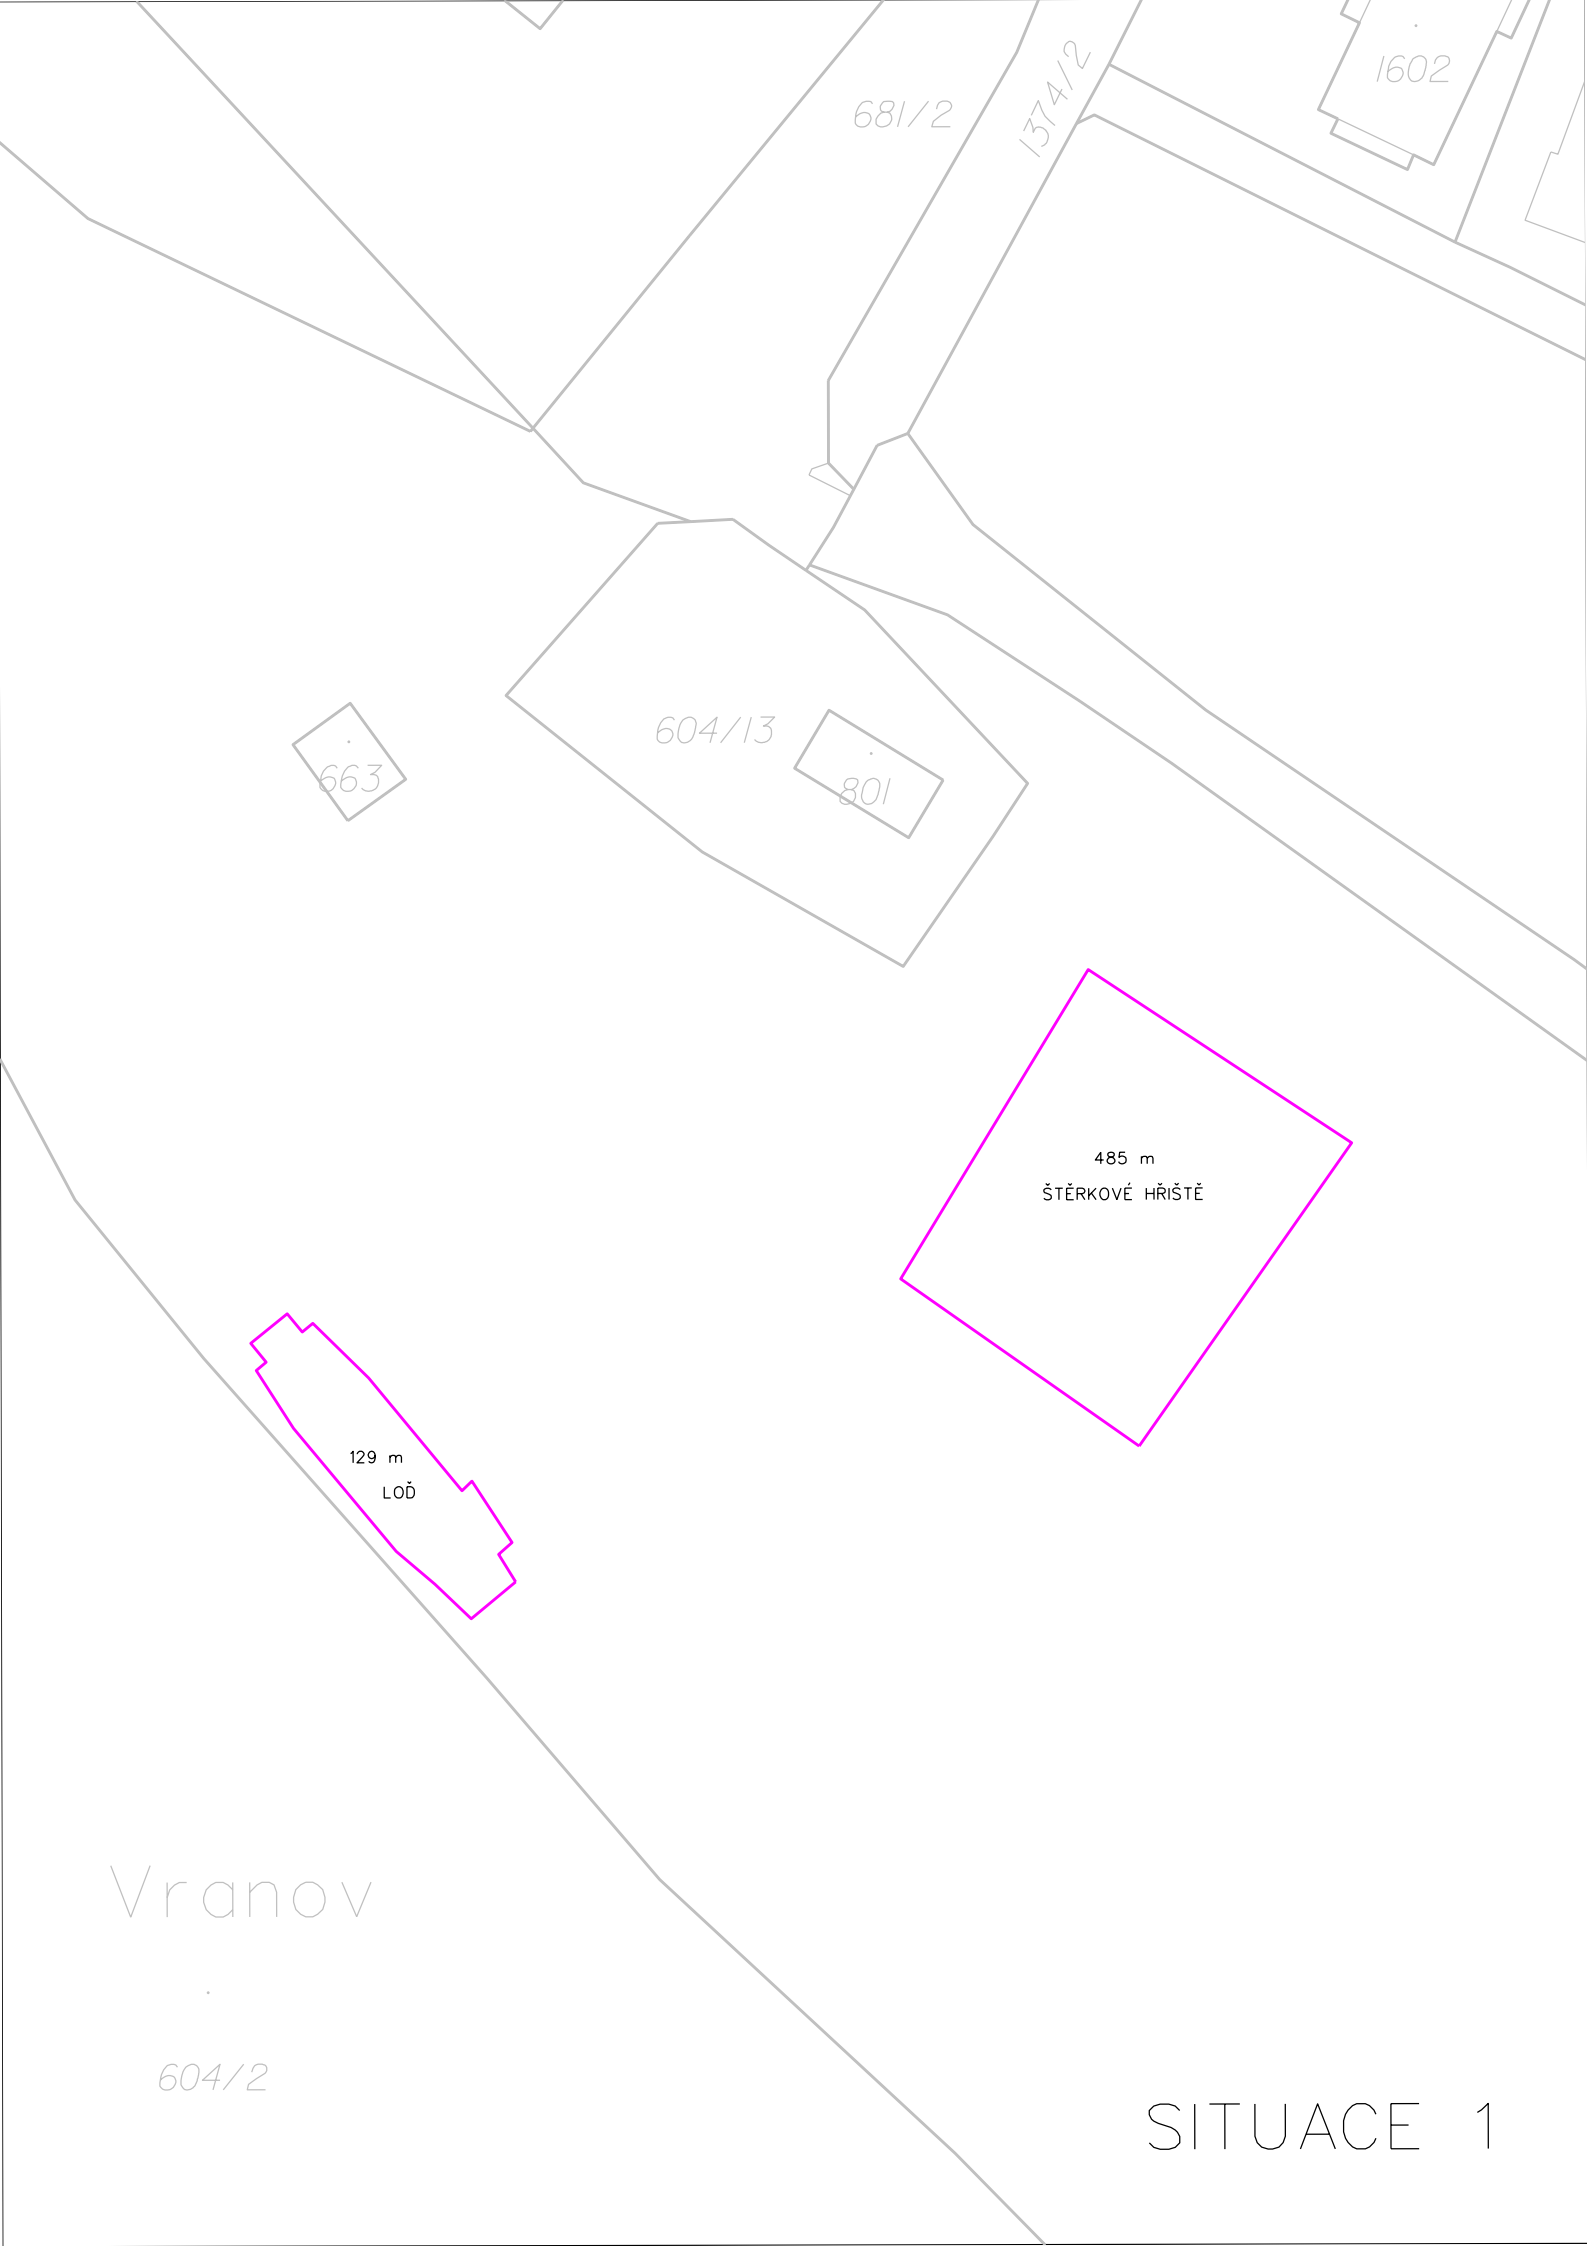 1602
681/2
1374/2
604/13
663
801
485 m
ŠTĚRKOVÉ HŘIŠTĚ
129 m
LOĎ
Vranov
604/2
SITUACE 1